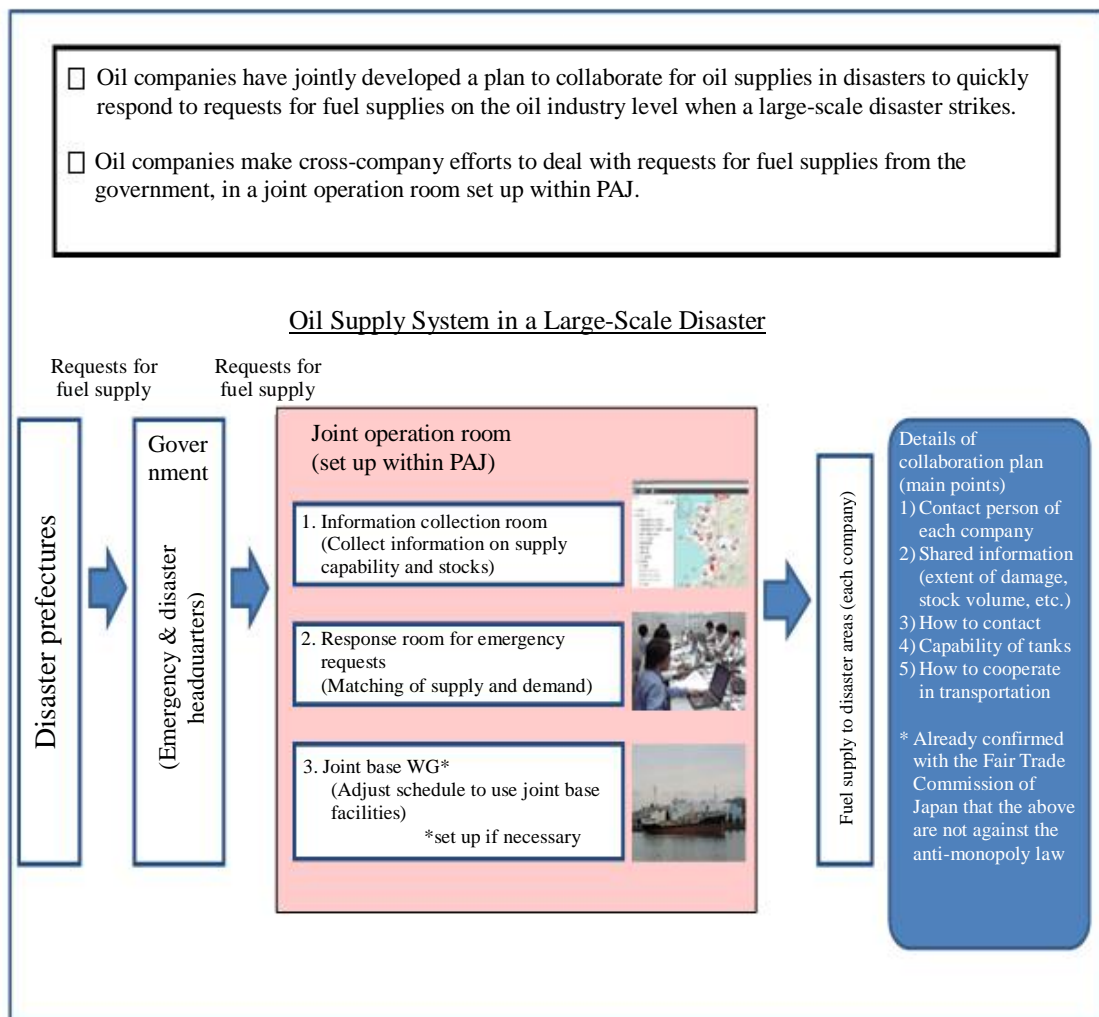 □ Oil companies have jointly developed a plan to collaborate for oil supplies in disasters to quickly
respond to requests for fuel supplies on the oil industry level when a large-scale disaster strikes.
□ Oil companies make cross-company efforts to deal with requests for fuel supplies from the
government, in a joint operation room set up within PAJ.
Oil Supply System in a Large-Scale Disaster
Requests for
fuel supply
Requests for
fuel supply
Disaster prefectures
Gover
nment
(Emergency & disaster
headquarters)
Joint operation room
(set up within PAJ)
1. Information collection room
(Collect information on supply
capability and stocks)
2. Response room for emergency
requests
(Matching of supply and demand)
3. Joint base WG*
(Adjust schedule to use joint base
facilities)
*set up if necessary
Fuel supply to disaster areas (each company)
Details of
collaboration plan
(main points)
1) Contact person of
each company
2) Shared information
(extent of damage,
stock volume, etc.)
3) How to contact
4) Capability of tanks
5) How to cooperate
in transportation
* Already confirmed
with the Fair Trade
Commission of
Japan that the above
are not against the
anti-monopoly law